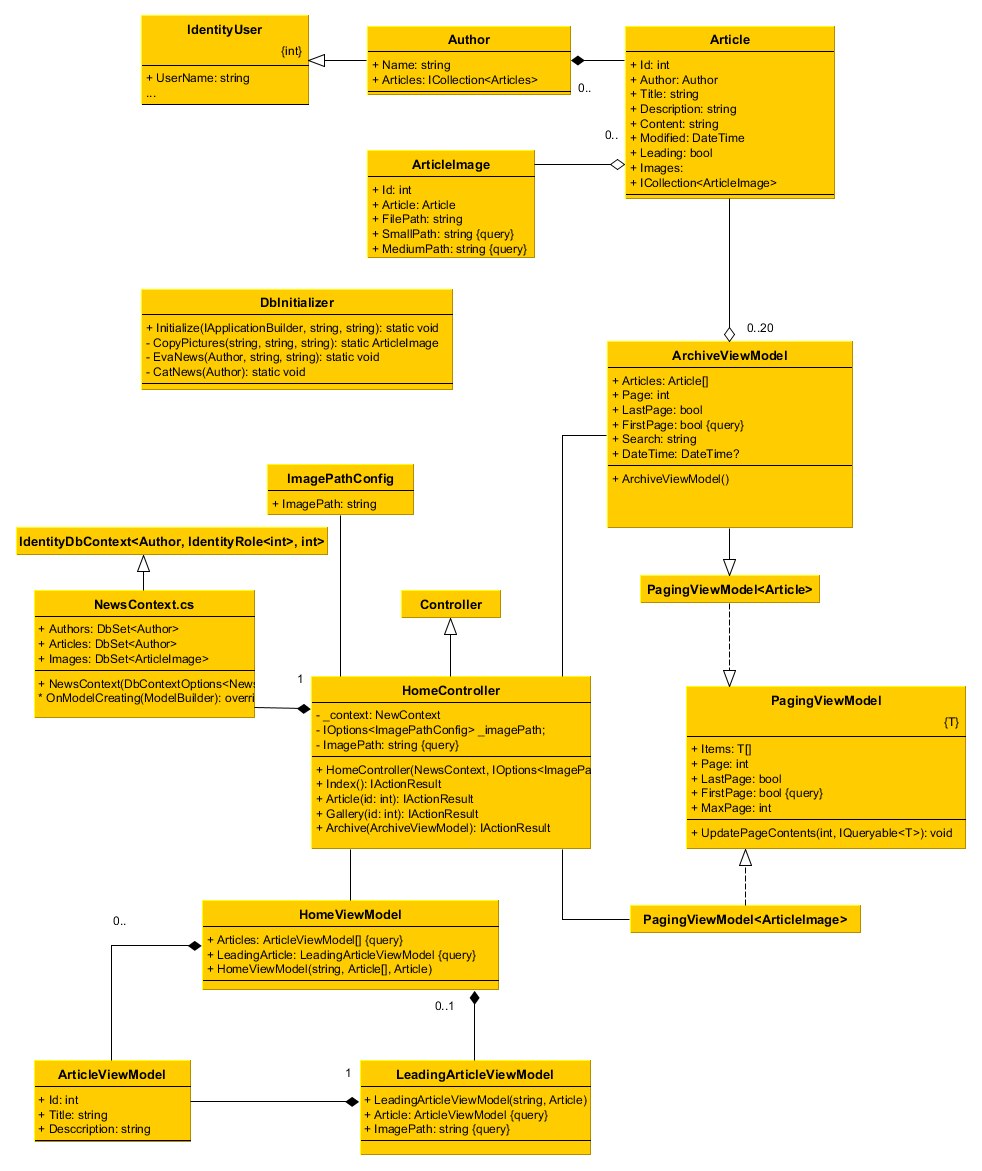 IdentityUser
{int}
+ UserName: string
...
Author
+ Name: string
+ Articles: ICollection<Articles>
0..
Article
+ Id: int
+ Author: Author
+ Title: string
+ Description: string
+ Content: string
+ Modified: DateTime
+ Leading: bool
+ Images:
+ ICollection<ArticleImage>
0..
ArticleImage
+ Id: int
+ Article: Article
+ FilePath: string
+ SmallPath: string {query}
+ MediumPath: string {query}
DbInitializer
+ Initialize(IApplicationBuilder, string, string): static void
- CopyPictures(string, string, string): static ArticleImage
- EvaNews(Author, string, string): static void
- CatNews(Author): static void
0..20
ArchiveViewModel
+ Articles: Article[]
+ Page: int
+ LastPage: bool
+ FirstPage: bool {query}
+ Search: string
+ DateTime: DateTime?
+ ArchiveViewModel()
ImagePathConfig
+ ImagePath: string
IdentityDbContext<Author, IdentityRole<int>, int>
NewsContext.cs
+ Authors: DbSet<Author>
+ Articles: DbSet<Author>
+ Images: DbSet<ArticleImage>
+ NewsContext(DbContextOptions<News
* OnModelCreating(ModelBuilder): overri
Controller
PagingViewModel<Article>
1
HomeController
- _context: NewContext
- IOptions<ImagePathConfig> _imagePath;
- ImagePath: string {query}
+ HomeController(NewsContext, IOptions<ImagePa
+ Index(): IActionResult
+ Article(id: int): IActionResult
+ Gallery(id: int): IActionResult
+ Archive(ArchiveViewModel): IActionResult
PagingViewModel
{T}
+ Items: T[]
+ Page: int
+ LastPage: bool
+ FirstPage: bool {query}
+ MaxPage: int
+ UpdatePageContents(int, IQueryable<T>): void
PagingViewModel<ArticleImage>
0..
HomeViewModel
+ Articles: ArticleViewModel[] {query}
+ LeadingArticle: LeadingArticleViewModel {query}
+ HomeViewModel(string, Article[], Article)
0..1
ArticleViewModel
+ Id: int
+ Title: string
+ Desccription: string
1
LeadingArticleViewModel
+ LeadingArticleViewModel(string, Article)
+ Article: ArticleViewModel {query}
+ ImagePath: string {query}